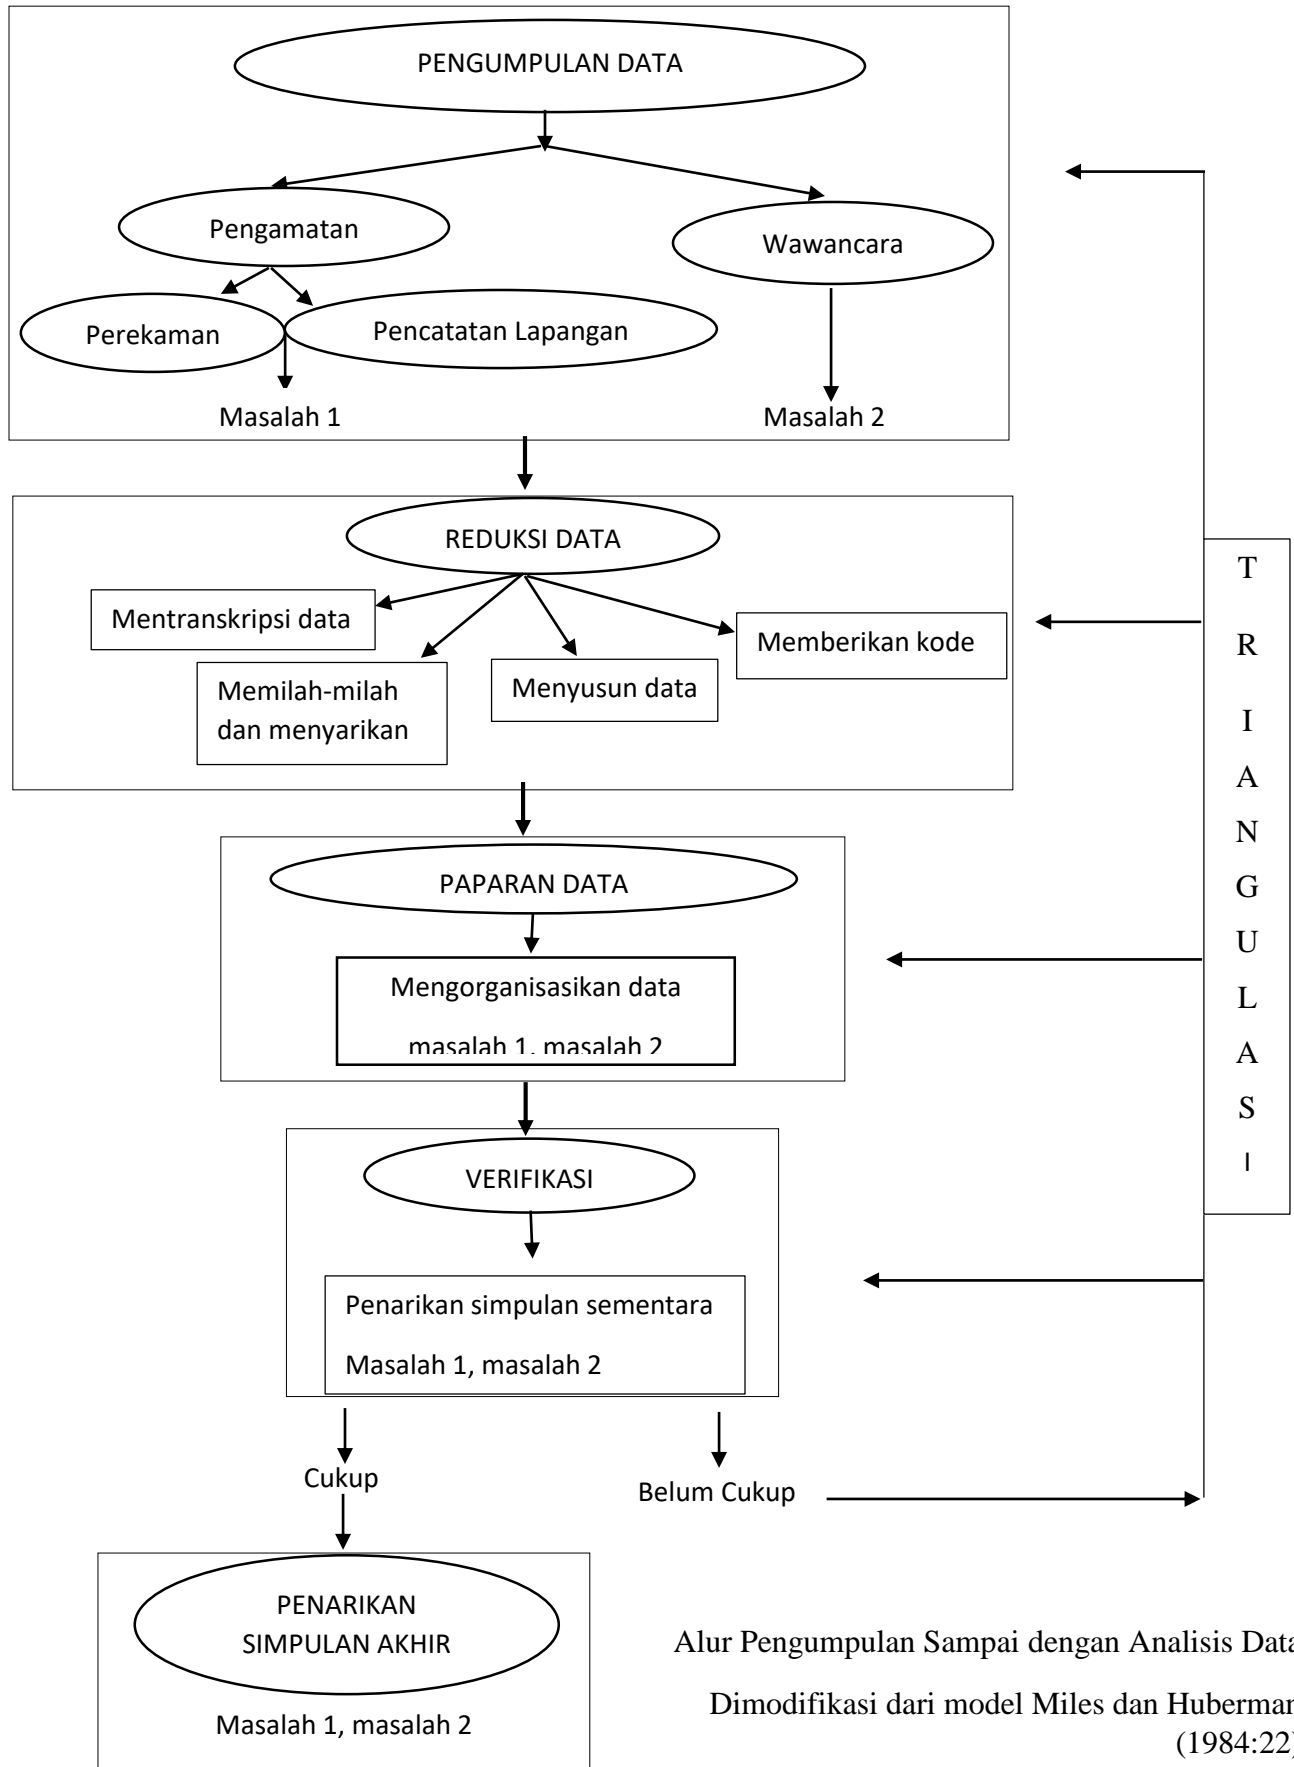 PENGUMPULAN DATA
Pengamatan
Wawancara
Perekaman
Pencatatan Lapangan
Masalah 1
Masalah 2
REDUKSI DATA
Mentranskripsi data
Memberikan kode
Memilah-milah
dan menyarikan
Menyusun data
PAPARAN DATA
Mengorganisasikan data
masalah 1, masalah 2
VERIFIKASI
Penarikan simpulan sementara
Masalah 1, masalah 2
Cukup
Belum Cukup
PENARIKAN
SIMPULAN AKHIR
Masalah 1, masalah 2
T
R
I
A
N
G
U
L
A
S
I
Alur Pengumpulan Sampai dengan Analisis Data
Dimodifikasi dari model Miles dan Huberman
(1984:22)